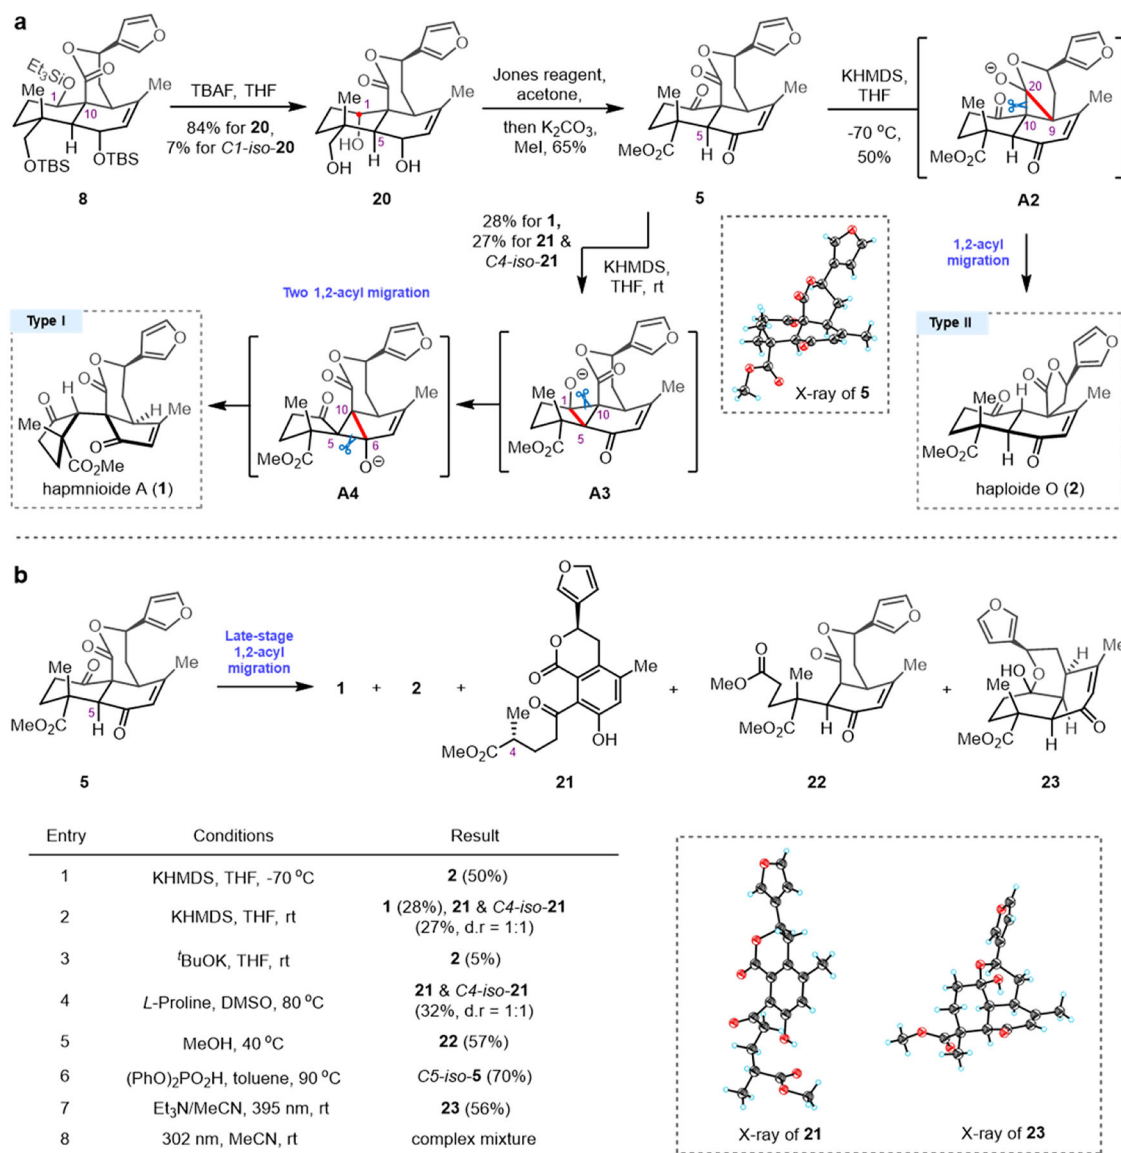 a
O
O
O
Et3SiO
Me
Me
1
10
H
OTBS
OTBS
8
TBAF, THF
84% for 20,
7% for C1-iso-20
O
O
O
Me
Me
1
HO
5
H
OH
OH
20
Jones reagent,
acetone,
then K2CO3,
MeI, 65%
O
O
O
Me
O
Me
MeO2C
5
H
O
5
KHMDS,
THF
-70 °C,
50%
O
⊖
O
20
O
Me
Me
10
9
MeO2C
H
O
A2
1,2-acyl
migration
28% for 1,
27% for 21 &
C4-iso-21
KHMDS,
THF, rt
X-ray of 5
Two 1,2-acyl migration
Type I
O
O
O
H
Me
O
H
Me
O
CO2Me
hapmnioide A (1)
O
O
O
Me
O
Me
10
5
6
MeO2C
O⊖
A4
O
O
⊖
O
O
Me
Me
1
10
5
MeO2C
O
A3
Type II
O
O
O
O
H
Me
Me
MeO2C
H
O
haploide O (2)
b
O
O
O
Me
O
Me
MeO2C
5
H
O
5
Late-stage
1,2-acyl
migration
1 + 2 +
O
O
O
Me
Me
O
MeO2C
4
OH
21
+
O
O
O
O
MeO
Me
Me
MeO2C
H
O
22
+
O
HO
O
H
Me
Me
MeO2C
H
H
O
23
Entry Conditions Result
1 KHMDS, THF, -70 °C 2 (50%)
2 KHMDS, THF, rt 1 (28%), 21 & C4-iso-21
(27%, d.r = 1:1)
3 tBuOK, THF, rt 2 (5%)
4 L-Proline, DMSO, 80 °C 21 & C4-iso-21
(32%, d.r = 1:1)
5 MeOH, 40 °C 22 (57%)
6 (PhO)2PO2H, toluene, 90 °C C5-iso-5 (70%)
7 Et3N/MeCN, 395 nm, rt 23 (56%)
8 302 nm, MeCN, rt complex mixture
X-ray of 21
X-ray of 23